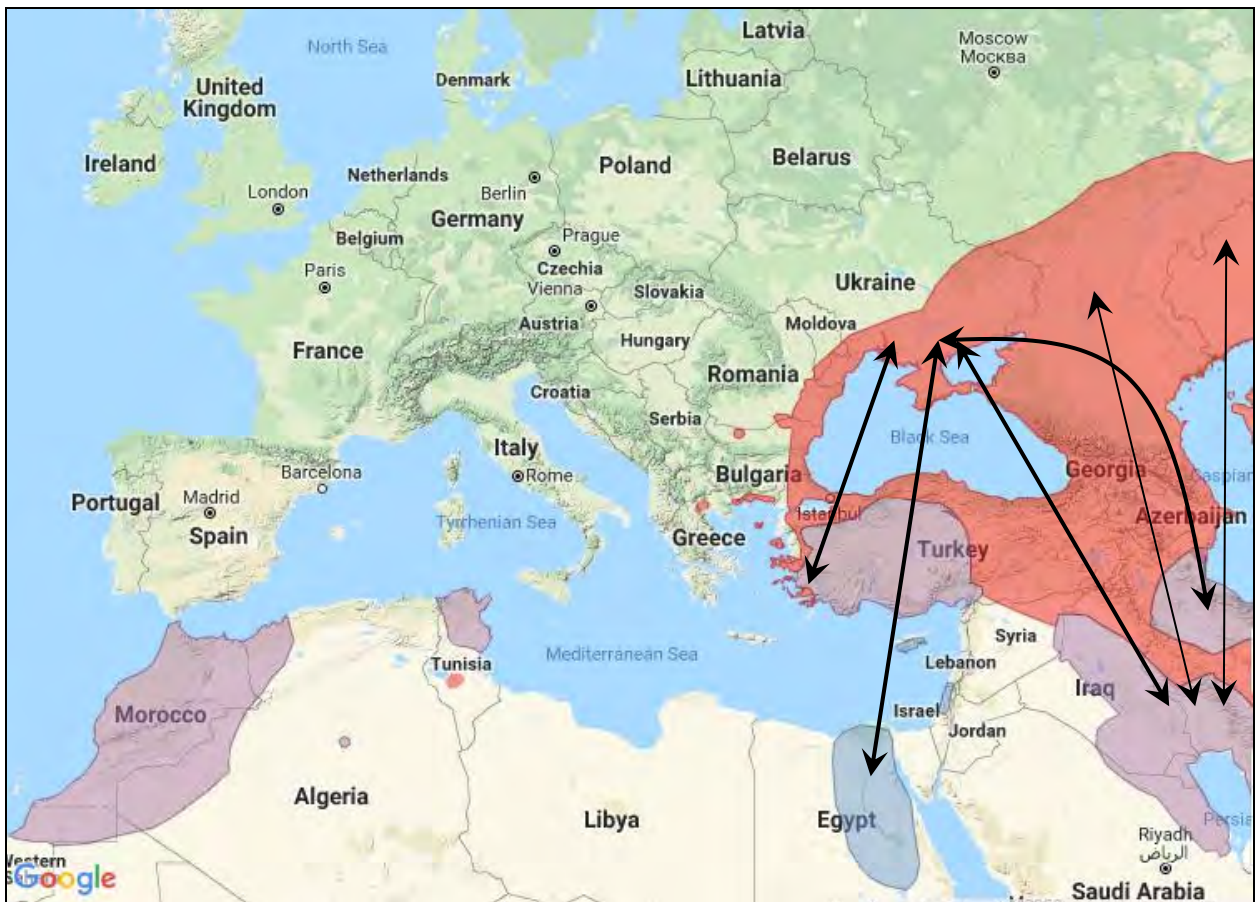 Latvia
Moscow
Москва
North Sea
Denmark
Lithuania
United
Kingdom
Ireland
Belarus
Poland
Netherlands
Berlin
London
Germany
Belgium
Prague
Czechia
Paris
Ukraine
Vienna
Slovakia
Austria
Moldova
Hungary
France
Romania
Croatia
Serbia
Black Sea
Italy
Georgia
Barcelona
Rome
Bulgaria
Caspian
Portugal
Madrid
Istanbul
Azerbaijan
Spain
Tyrrhenian Sea
Greece
Turkey
Syria
Mediterranean Sea
Tunisia
Lebanon
Iraq
Israel
Morocco
Jordan
Algeria
Libya
Egypt
Persia
Riyadh
الرياض
Western
Google
Saudi Arabia